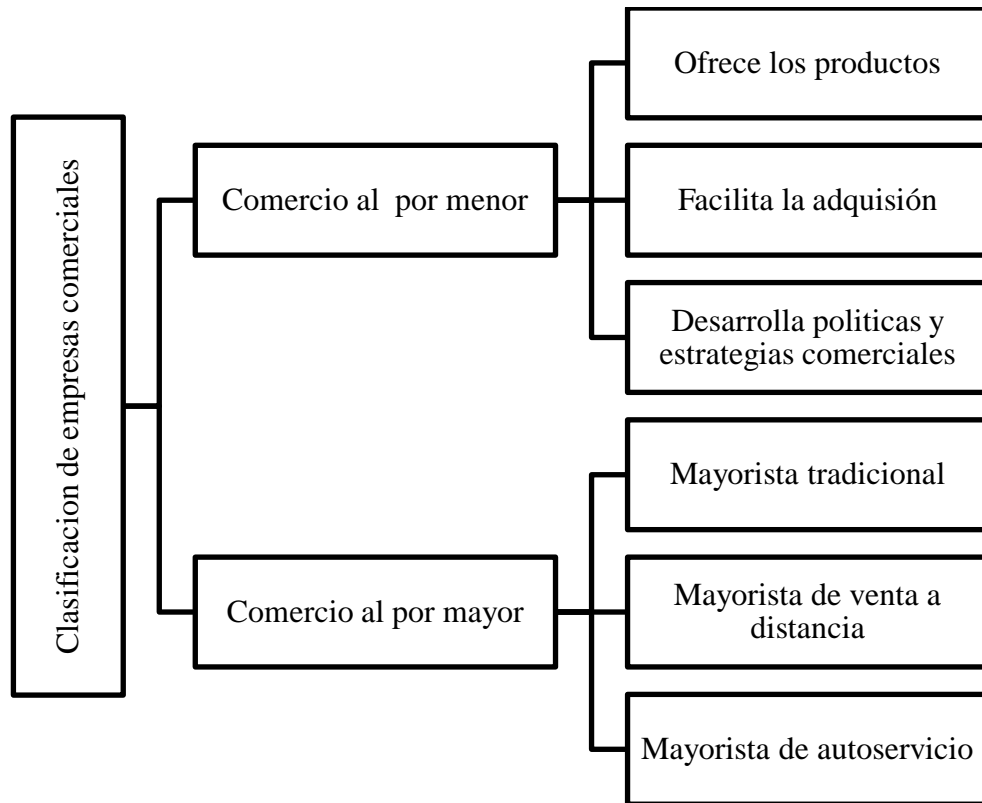 Clasificacion de empresas comerciales
Comercio al  por menor
Ofrece los productos
Facilita la adquisión
Desarrolla politicas y
estrategias comerciales
Comercio al por mayor
Mayorista tradicional
Mayorista de venta a
distancia
Mayorista de autoservicio